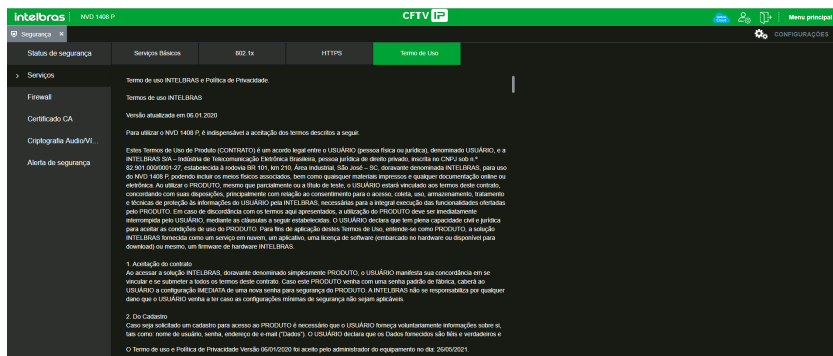 intelbras NVD 1408 P CFTV IP Menu principal
Segurança × CONFIGURAÇÕES
Status de segurança Serviços Básicos 802.1x HTTPS Termo de Uso
> Serviços
Firewall
Certificado CA
Criptografia Audio/Ví...
Alerta de segurança
Termo de uso INTELBRAS e Política de Privacidade.
Termos de uso INTELBRAS
Versão atualizada em 06.01.2020
Para utilizar o NVD 1408 P, é indispensável a aceitação dos termos descritos a seguir.
Estes Termos de Uso de Produto (CONTRATO) é um acordo legal entre o USUÁRIO (pessoa física ou jurídica), denominado USUÁRIO, e a
INTELBRAS S/A – Indústria de Telecomunicação Eletrônica Brasileira, pessoa jurídica de direito privado, inscrita no CNPJ sob n.º
82.901.000/0001-27, estabelecida à rodovia BR 101, km 210, Área Industrial, São José – SC, doravante denominada INTELBRAS, para uso
do NVD 1408 P, podendo incluir os meios físicos associados, bem como quaisquer materiais impressos e qualquer documentação online ou
eletrônica. Ao utilizar o PRODUTO, mesmo que parcialmente ou a título de teste, o USUÁRIO estará vinculado aos termos deste contrato,
concordando com suas disposições, principalmente com relação ao consentimento para o acesso, coleta, uso, armazenamento, tratamento
e técnicas de proteção às informações do USUÁRIO pela INTELBRAS, necessárias para a integral execução das funcionalidades ofertadas
pelo PRODUTO. Em caso de discordância com os termos aqui apresentados, a utilização do PRODUTO deve ser imediatamente
interrompida pelo USUÁRIO, mediante as cláusulas a seguir estabelecidas. O USUÁRIO declara que tem plena capacidade civil e jurídica
para aceitar as condições de uso do PRODUTO. Para fins de aplicação destes Termos de Uso, entende-se como PRODUTO, a solução
INTELBRAS fornecida como um serviço em nuvem, um aplicativo, uma licença de software (embarcado no hardware ou disponível para
download) ou mesmo, um firmware de hardware INTELBRAS.
1. Aceitação do contrato
Ao acessar a solução INTELBRAS, doravante denominado simplesmente PRODUTO, o USUÁRIO manifesta sua concordância em se
vincular e se submeter a todos os termos deste contrato. Caso este PRODUTO venha com uma senha padrão de fábrica, caberá ao
USUÁRIO a configuração IMEDIATA de uma nova senha para segurança do PRODUTO. A INTELBRAS não se responsabiliza por qualquer
dano que o USUÁRIO venha a ter caso as configurações mínimas de segurança não sejam aplicáveis.
2. Do Cadastro
Caso seja solicitado um cadastro para acesso ao PRODUTO é necessário que o USUÁRIO forneça voluntariamente informações sobre si,
tais como: nome de usuário, senha, endereço de e-mail ("Dados"). O USUÁRIO declara que os Dados fornecidos são fiéis e verdadeiros e
O Termo de uso e Política de Privacidade Versão 06/01/2020 foi aceito pelo administrador do equipamento no dia: 26/05/2021.